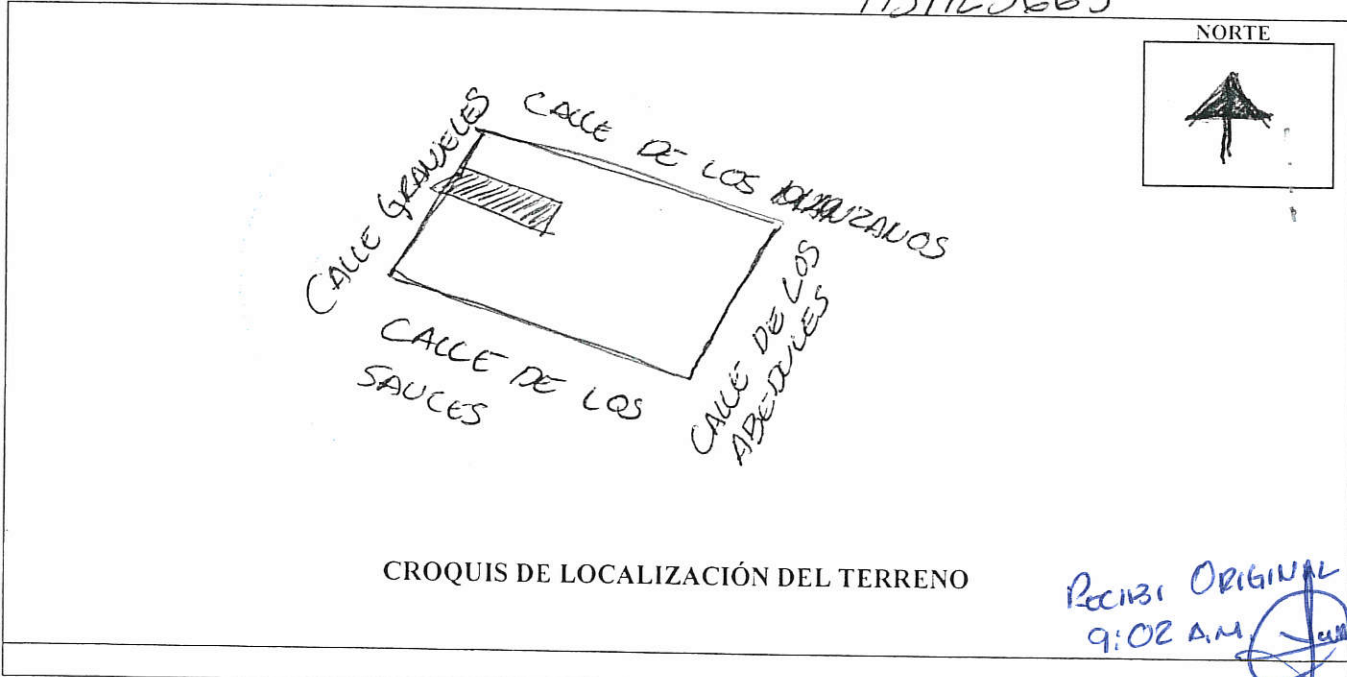 NORTE
CALLE DE LOS MANZANOS
CALLE
CALLE DE LOS
SAUCES
CALLE DE LOS
ABEDULES
CROQUIS DE LOCALIZACIÓN DEL TERRENO
RECIBI ORIGINAL
9:02 A.M.